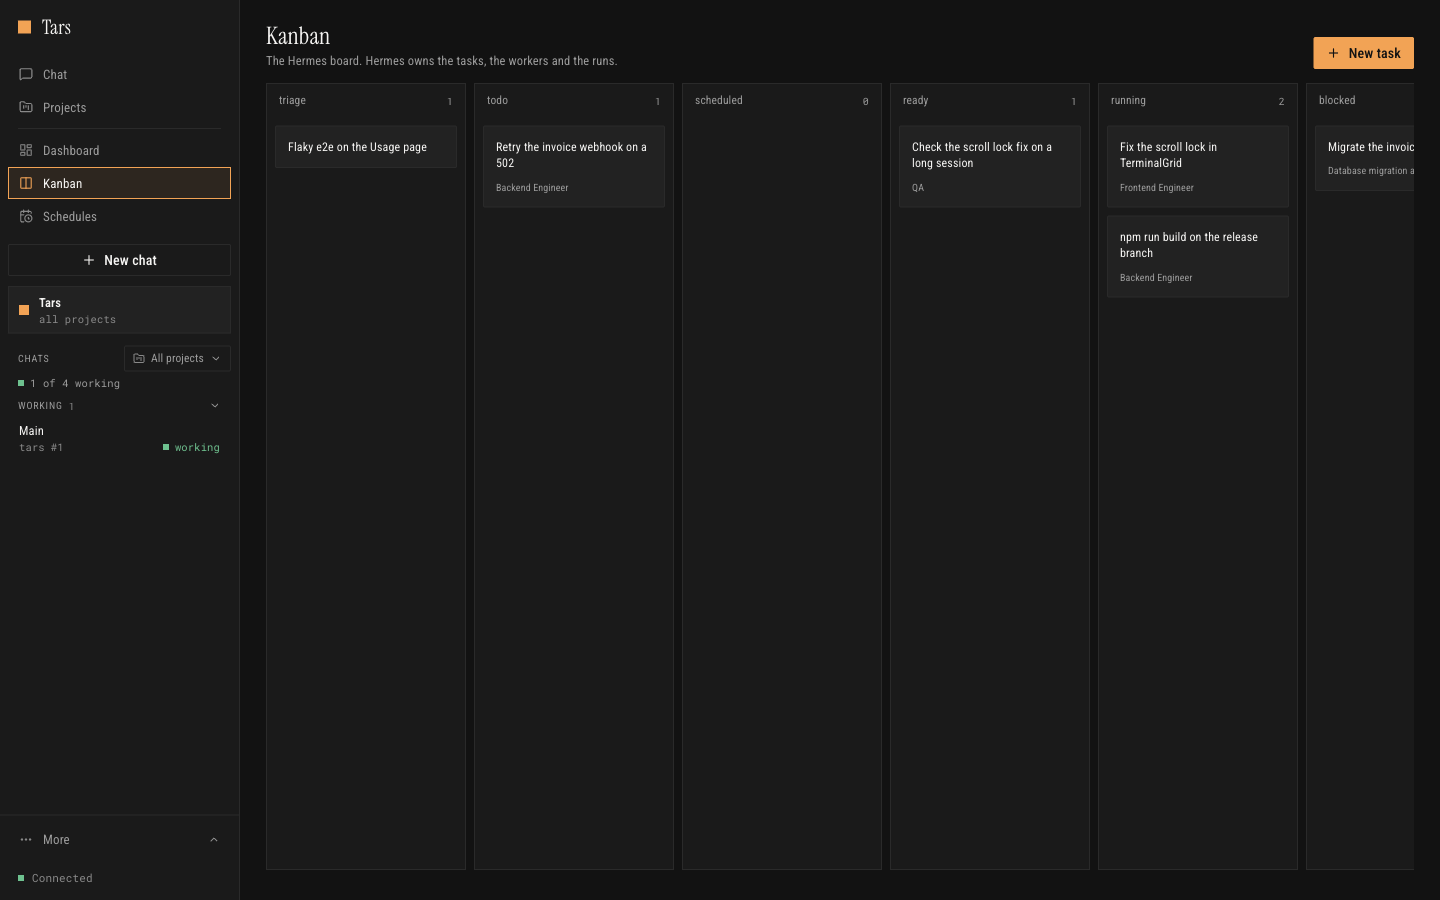 Tars
Chat
Projects
Dashboard
Kanban
Schedules
New chat
Tars
all projects
CHATS
All projects
1 of 4 working
WORKING 1
Main
tars #1
working
More
Connected
Kanban
The Hermes board. Hermes owns the tasks, the workers and the runs.
New task
triage 1
Flaky e2e on the Usage page
todo 1
Retry the invoice webhook on a
502
Backend Engineer
scheduled 0
ready 1
Check the scroll lock fix on a
long session
QA
running 2
Fix the scroll lock in
TerminalGrid
Frontend Engineer
npm run build on the release
branch
Backend Engineer
blocked
Migrate the invoic
Database migration a